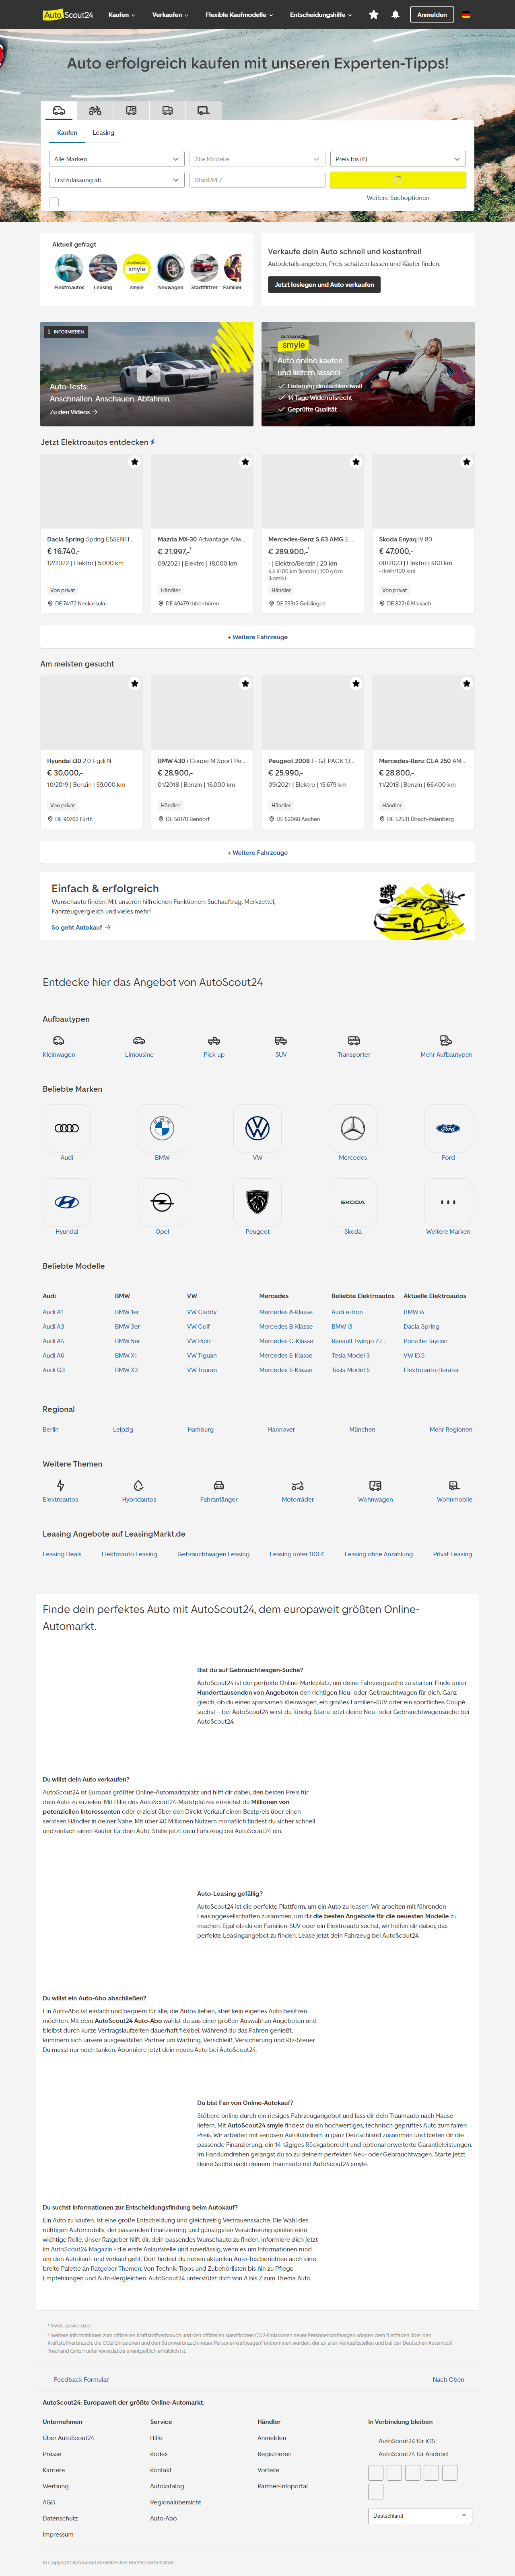 AutoScout24 Kaufen Verkaufen Flexible Kaufmodelle Entscheidungshilfe Anmelden
Auto erfolgreich kaufen mit unseren Experten-Tipps!
Kaufen Leasing
Alle Marken Alle Modelle Preis bis (€)
Erstzulassung ab Stadt/PLZ
Weitere Suchoptionen
Aktuell gefragt
smyle
Elektroautos Leasing smyle Neuwagen Stadtflitzer Familien
Verkaufe dein Auto schnell und kostenfrei!
Autodetails angeben, Preis schätzen lassen und Käufer finden.
Jetzt loslegen und Auto verkaufen
INFORMIEREN
Auto-Tests:
Anschnallen. Anschauen. Abfahren.
Zu den Videos
AutoScout24
smyle
Auto online kaufen
und liefern lassen!
Lieferung deutschlandweit
14 Tage Widerrufsrecht
Geprüfte Qualität
Jetzt Elektroautos entdecken
Dacia Spring Spring ESSENTI...
€ 16.740,-
12/2022 | Elektro | 5.000 km
Von privat
DE 74172 Neckarsulm
Mazda MX-30 Advantage Allw...
€ 21.997,-¹
09/2021 | Elektro | 18.000 km
Händler
DE 49479 Ibbenbüren
Mercedes-Benz S 63 AMG E ...
€ 289.900,-¹
- | Elektro/Benzin | 20 km
4,4 l/100 km (komb.) | 100 g/km
(komb.)
Händler
DE 73312 Geislingen
Skoda Enyaq iV 80
€ 47.000,-
08/2023 | Elektro | 400 km
- (kWh/100 km)
Von privat
DE 82216 Maisach
+ Weitere Fahrzeuge
Am meisten gesucht
Hyundai i30 2.0 t-gdi N
€ 30.000,-
10/2019 | Benzin | 59.000 km
Von privat
DE 90762 Fürth
BMW 430 i Coupe M Sport Pe...
€ 28.900,-
01/2018 | Benzin | 16.000 km
Händler
DE 56170 Bendorf
Peugeot 2008 E- GT PACK 13...
€ 25.990,-
09/2021 | Elektro | 15.679 km
Händler
DE 52068 Aachen
Mercedes-Benz CLA 250 AM...
€ 28.800,-
11/2018 | Benzin | 66.400 km
Händler
DE 52531 Übach-Palenberg
+ Weitere Fahrzeuge
Einfach & erfolgreich
Wunschauto finden. Mit unseren hilfreichen Funktionen: Suchauftrag, Merkzettel,
Fahrzeugvergleich und vieles mehr!
So geht Autokauf
Entdecke hier das Angebot von AutoScout24
Aufbautypen
Kleinwagen Limousine Pick-up SUV Transporter Mehr Aufbautypen
Beliebte Marken
Audi BMW VW Mercedes Ford
SKODA
Hyundai Opel Peugeot Skoda Weitere Marken
Beliebte Modelle
Audi BMW VW Mercedes Beliebte Elektroautos Aktuelle Elektroautos
Audi A1 BMW 1er VW Caddy Mercedes A-Klasse Audi e-tron BMW i4
Audi A3 BMW 3er VW Golf Mercedes B-Klasse BMW i3 Dacia Spring
Audi A4 BMW 5er VW Polo Mercedes C-Klasse Renault Twingo Z.E. Porsche Taycan
Audi A6 BMW X1 VW Tiguan Mercedes E-Klasse Tesla Model 3 VW ID.5
Audi Q3 BMW X3 VW Touran Mercedes S-Klasse Tesla Model S Elektroauto-Berater
Regional
Berlin Leipzig Hamburg Hannover München Mehr Regionen
Weitere Themen
Elektroautos Hybridautos Fahranfänger Motorräder Wohnwagen Wohnmobile
Leasing Angebote auf LeasingMarkt.de
Leasing Deals Elektroauto Leasing Gebrauchtwagen Leasing Leasing unter 100 € Leasing ohne Anzahlung Privat Leasing
Finde dein perfektes Auto mit AutoScout24, dem europaweit größten Online-
Automarkt.
Bist du auf Gebrauchtwagen-Suche?
AutoScout24 ist der perfekte Online-Marktplatz, um deine Fahrzeugsuche zu starten. Finde unter
Hunderttausenden von Angeboten den richtigen Neu- oder Gebrauchtwagen für dich. Ganz
gleich, ob du einen sparsamen Kleinwagen, ein großes Familien-SUV oder ein sportliches Coupé
suchst – bei AutoScout24 wirst du fündig. Starte jetzt deine Neu- oder Gebrauchtwagensuche bei
AutoScout24.
Du willst dein Auto verkaufen?
AutoScout24 ist Europas größter Online-Automarktplatz und hilft dir dabei, den besten Preis für
dein Auto zu erzielen. Mit Hilfe des AutoScout24-Marktplatzes erreichst du Millionen von
potenziellen Interessenten oder erzielst über den Direkt-Verkauf einen Bestpreis über einen
seriösen Händler in deiner Nähe. Mit über 40 Millionen Nutzern monatlich findest du sicher schnell
und einfach einen Käufer für dein Auto. Stelle jetzt dein Fahrzeug bei AutoScout24 ein.
Auto-Leasing gefällig?
AutoScout24 ist die perfekte Plattform, um ein Auto zu leasen. Wir arbeiten mit führenden
Leasinggesellschaften zusammen, um dir die besten Angebote für die neuesten Modelle zu
machen. Egal ob du ein Familien-SUV oder ein Elektroauto suchst, wir helfen dir dabei, das
perfekte Leasingangebot zu finden. Lease jetzt dein Fahrzeug bei AutoScout24.
Du willst ein Auto-Abo abschließen?
Ein Auto-Abo ist einfach und bequem für alle, die Autos lieben, aber kein eigenes Auto besitzen
möchten. Mit dem AutoScout24 Auto-Abo wählst du aus einer großen Auswahl an Angeboten und
bleibst durch kurze Vertragslaufzeiten dauerhaft flexibel. Während du das Fahren genießt,
kümmern sich unsere ausgewählten Partner um Wartung, Verschleiß, Versicherung und Kfz-Steuer.
Du musst nur noch tanken. Abonniere jetzt dein neues Auto bei AutoScout24.
Du bist Fan von Online-Autokauf?
Stöbere online durch ein riesiges Fahrzeugangebot und lass dir dein Traumauto nach Hause
liefern. Mit AutoScout24 smyle findest du ein hochwertiges, technisch geprüftes Auto zum fairen
Preis. Wir arbeiten mit seriösen Autohändlern in ganz Deutschland zusammen und bieten dir die
passende Finanzierung, ein 14-tägiges Rückgaberecht und optional erweiterte Garantieleistungen.
Im Handumdrehen gelangst du so zu deinem perfekten Neu- oder Gebrauchtwagen. Starte jetzt
deine Suche nach deinem Traumauto mit AutoScout24 smyle.
Du suchst Informationen zur Entscheidungsfindung beim Autokauf?
Ein Auto zu kaufen, ist eine große Entscheidung und gleichzeitig Vertrauenssache. Die Wahl des
richtigen Automodells, der passenden Finanzierung und günstigsten Versicherung spielen eine
wichtige Rolle. Unser Ratgeber hilft dir, dein passendes Wunschauto zu finden. Informiere dich jetzt
im AutoScout24 Magazin - die erste Anlaufstelle und zuverlässig, wenn es um Informationen rund
um den Autokauf- und verkauf geht. Dort findest du neben aktuellen Auto-Testberichten auch eine
breite Palette an Ratgeber-Themen: Von Technik-Tipps und Zubehörlisten bis hin zu Pflege-
Empfehlungen und Auto-Vergleichen. AutoScout24 unterstützt dich von A bis Z zum Thema Auto.
¹ MwSt. ausweisbar.
² Weitere Informationen zum offiziellen Kraftstoffverbrauch und den offiziellen spezifischen CO2-Emissionen neuer Personenkraftwagen können dem "Leitfaden über den
Kraftstoffverbrauch, die CO2-Emissionen und den Stromverbrauch neuer Personenkraftwagen" entnommen werden, der an allen Verkaufsstellen und bei der Deutschen Automobil
Treuhand GmbH unter www.dat.de unentgeltlich erhältlich ist.
Feedback Formular Nach Oben
AutoScout24: Europaweit der größte Online-Automarkt.
Unternehmen Service Händler In Verbindung bleiben
Über AutoScout24 Hilfe Anmelden AutoScout24 für iOS
Presse Kodex Registrieren AutoScout24 für Android
Karriere Kontakt Vorteile
Werbung Autokatalog Partner-Infoportal
AGB Regionalübersicht
Datenschutz Auto-Abo
Impressum
Deutschland
© Copyright AutoScout24 GmbH. Alle Rechte vorbehalten.